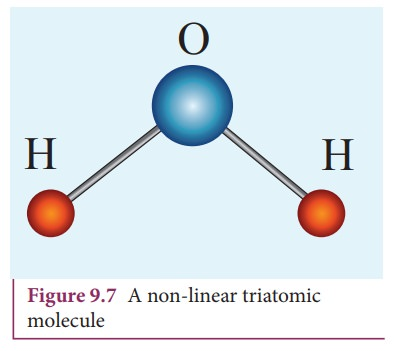 O
H
H
Figure 9.7 A non-linear triatomic
molecule